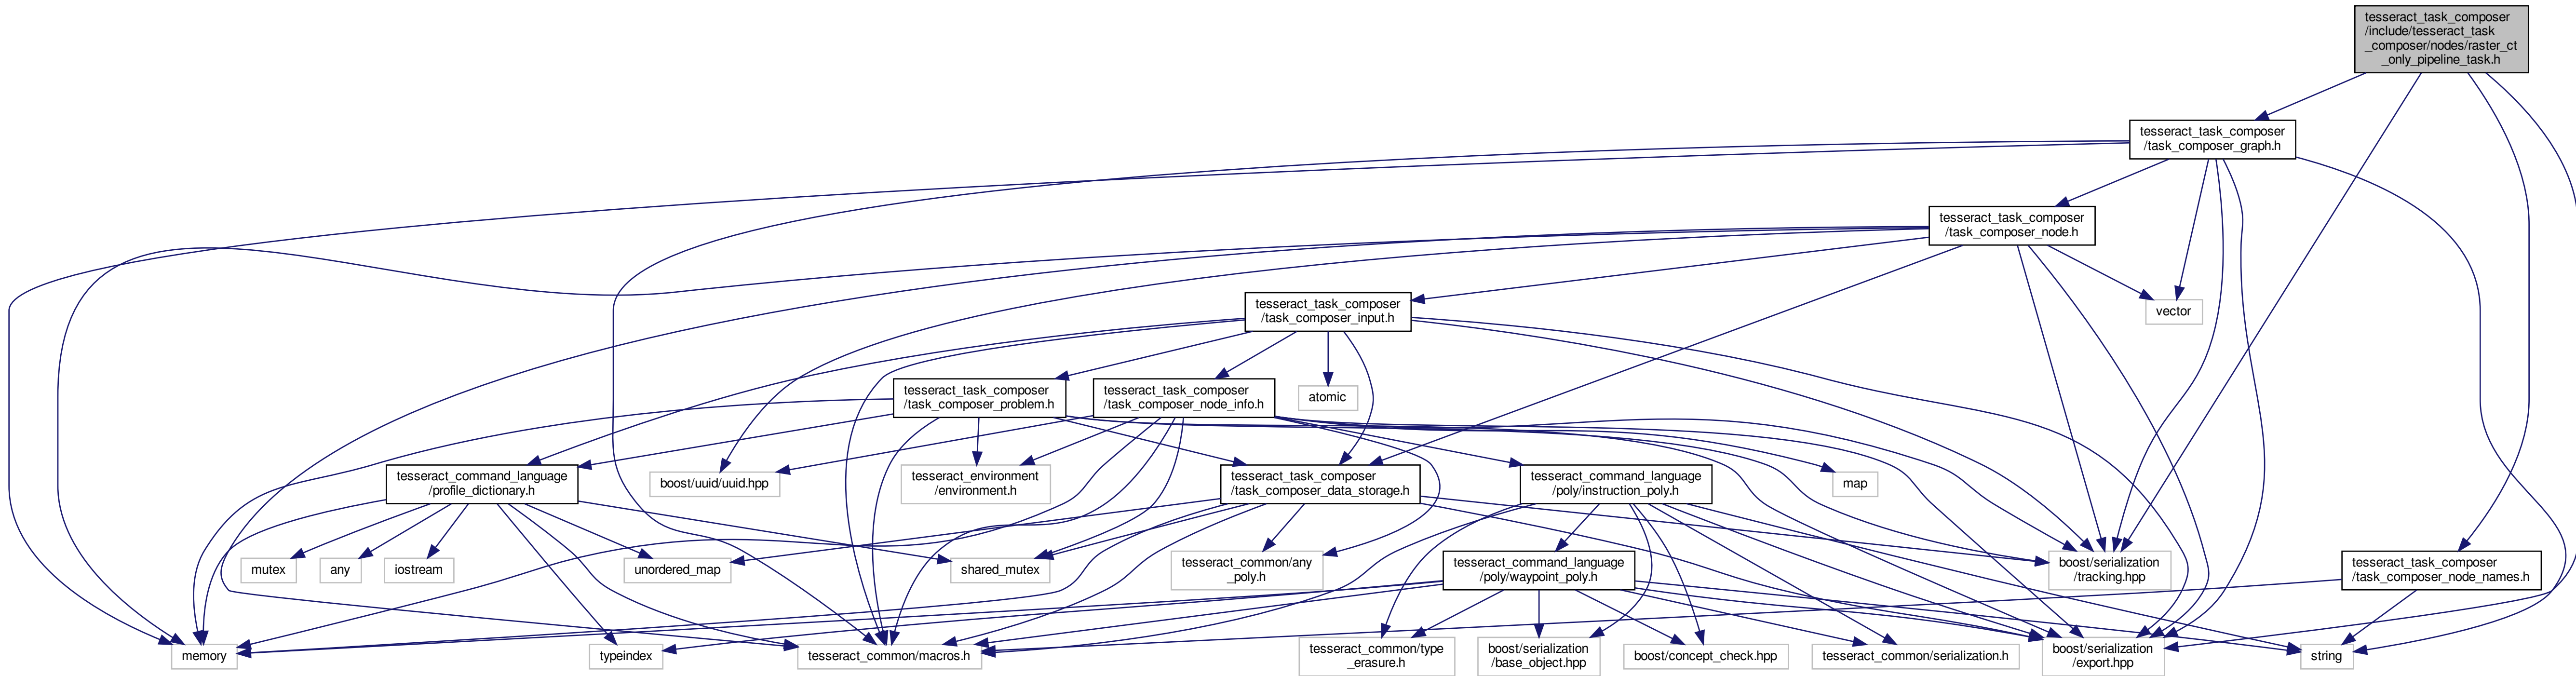 tesseract_task_composer
/include/tesseract_task
_composer/nodes/raster_ct
_only_pipeline_task.h
tesseract_task_composer
/task_composer_graph.h
tesseract_task_composer
/task_composer_node.h
tesseract_task_composer
/task_composer_input.h
vector
tesseract_task_composer
/task_composer_problem.h
tesseract_task_composer
/task_composer_node_info.h
atomic
tesseract_command_language
/profile_dictionary.h
boost/uuid/uuid.hpp
tesseract_environment
/environment.h
tesseract_task_composer
/task_composer_data_storage.h
tesseract_command_language
/poly/instruction_poly.h
map
mutex
any
iostream
unordered_map
shared_mutex
tesseract_common/any
_poly.h
tesseract_command_language
/poly/waypoint_poly.h
boost/serialization
/tracking.hpp
tesseract_task_composer
/task_composer_node_names.h
memory
typeindex
tesseract_common/macros.h
tesseract_common/type
_erasure.h
boost/serialization
/base_object.hpp
boost/concept_check.hpp
tesseract_common/serialization.h
boost/serialization
/export.hpp
string